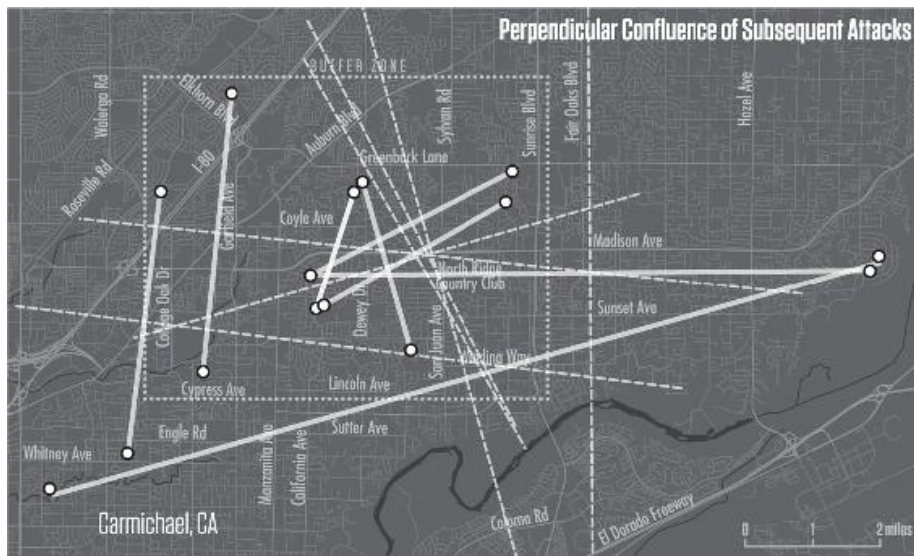 Perpendicular Confluence of Subsequent Attacks
BUFFER ZONE
Walerga Rd
Elkhorn Blvd
I-80
Auburn Blvd
Sylvan Rd
Sunrise Blvd
Fair Oaks Blvd
Hazel Ave
Roseville Rd
Garfield Ave
Greenback Lane
Coyle Ave
Madison Ave
North Ridge
Country Club
College Oak Dr
Dewey Dr
San Juan Ave
Sunset Ave
Winding Way
Cypress Ave
Lincoln Ave
Whitney Ave
Engle Rd
Manzanita Ave
California Ave
Sutter Ave
Carmichael, CA
Coloma Rd
El Dorado Freeway
0 1 2 miles